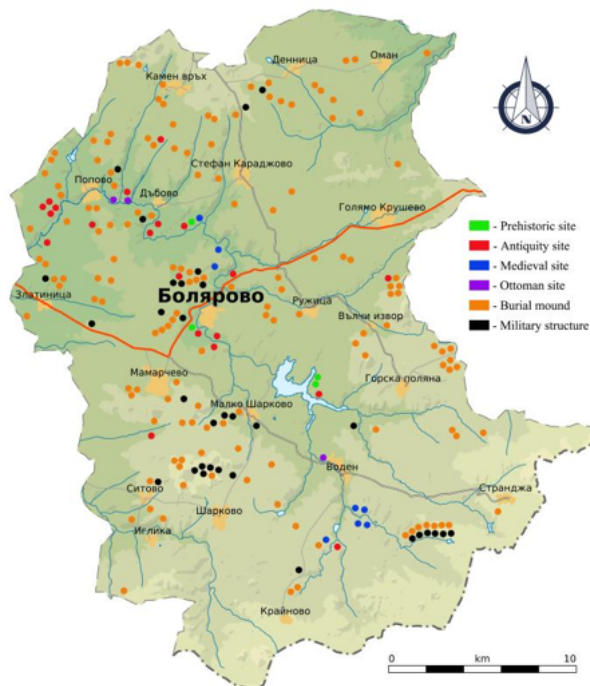 Денница
Оман
Камен връх
N
Стефан Караджово
Попово
Дъбово
Голямо Крушево
- Prehistoric site
- Antiquity site
- Medieval site
- Ottoman site
- Burial mound
- Military structure
Златиница
Болярово
Ружица
Вълчи извор
Мамарчево
Горска поляна
Малко Шарково
Воден
Ситово
Странджа
Шарково
Иглика
Крайново
0 km 10